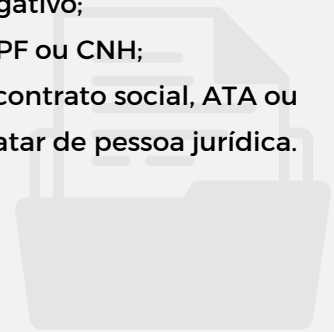 gativo;
PF ou CNH;
contrato social, ATA ou
atar de pessoa jurídica.